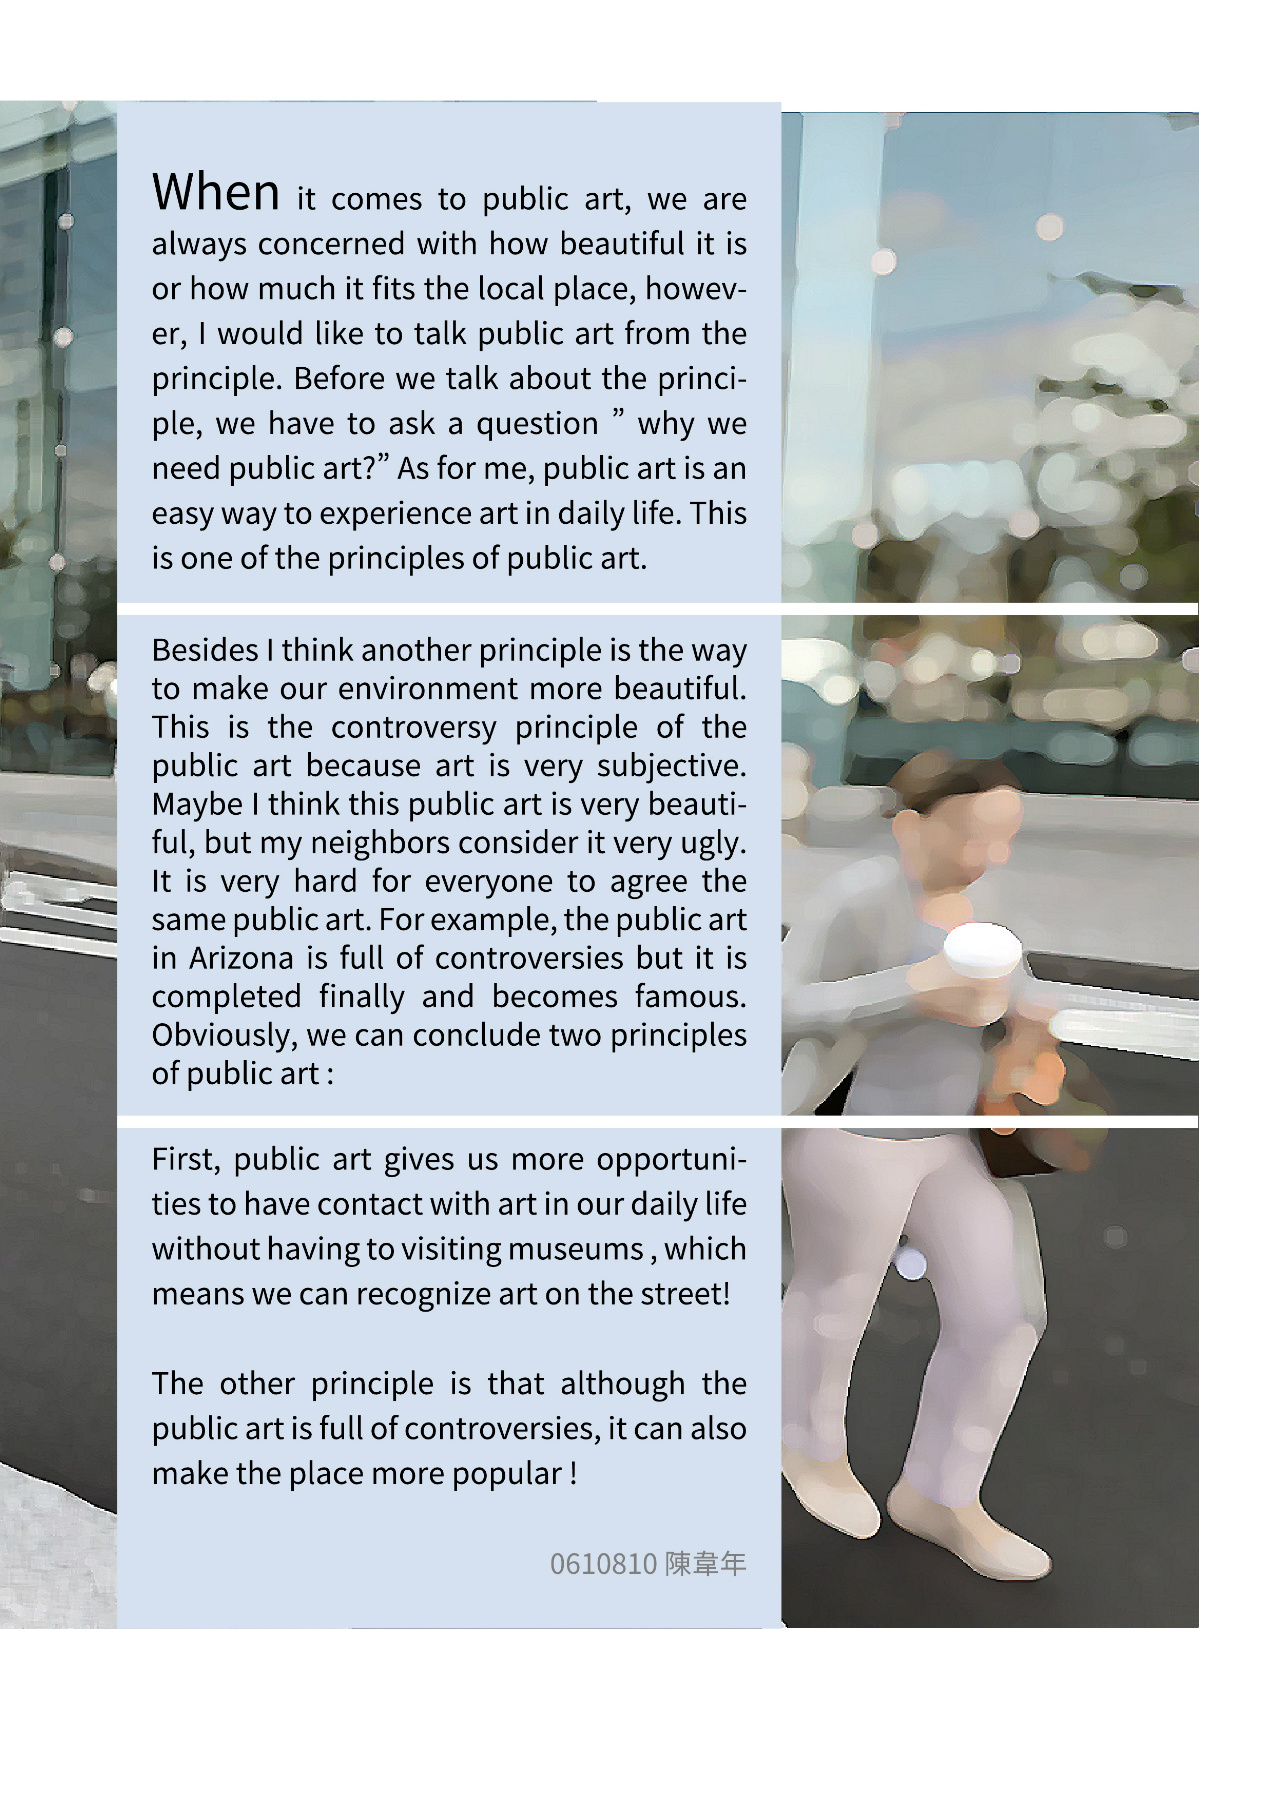 When it comes to public art, we are
always concerned with how beautiful it is
or how much it fits the local place, howev-
er, I would like to talk public art from the
principle. Before we talk about the princi-
ple, we have to ask a question ” why we
need public art?” As for me, public art is an
easy way to experience art in daily life. This
is one of the principles of public art.
Besides I think another principle is the way
to make our environment more beautiful.
This is the controversy principle of the
public art because art is very subjective.
Maybe I think this public art is very beauti-
ful, but my neighbors consider it very ugly.
It is very hard for everyone to agree the
same public art. For example, the public art
in Arizona is full of controversies but it is
completed finally and becomes famous.
Obviously, we can conclude two principles
of public art :
First, public art gives us more opportuni-
ties to have contact with art in our daily life
without having to visiting museums , which
means we can recognize art on the street!
The other principle is that although the
public art is full of controversies, it can also
make the place more popular !
0610810 陳韋年